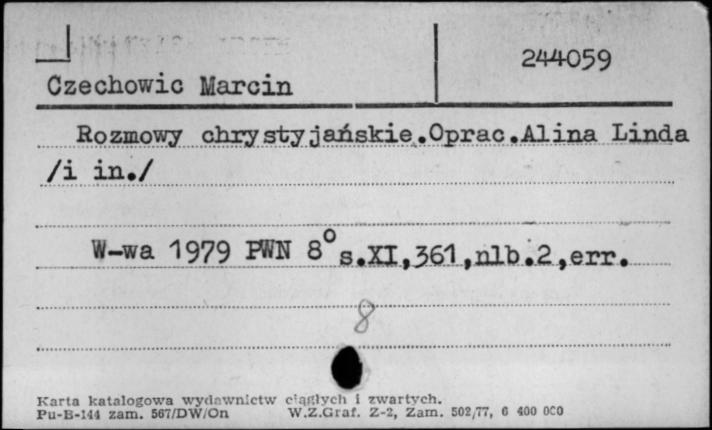 244059
Czechowic Marcin
Rozmowy chrystyjańskie.Oprac.Alina Linda
/i in./
W-wa 1979 PWN 8° s.XI,361,nlb.2,err.
8
Karta katalogowa wydawnictw ciągłych i zwartych.
Pu-B-144 zam. 567/DW/On W.Z.Graf. Z-2, Zam. 502/77, 6 400 000